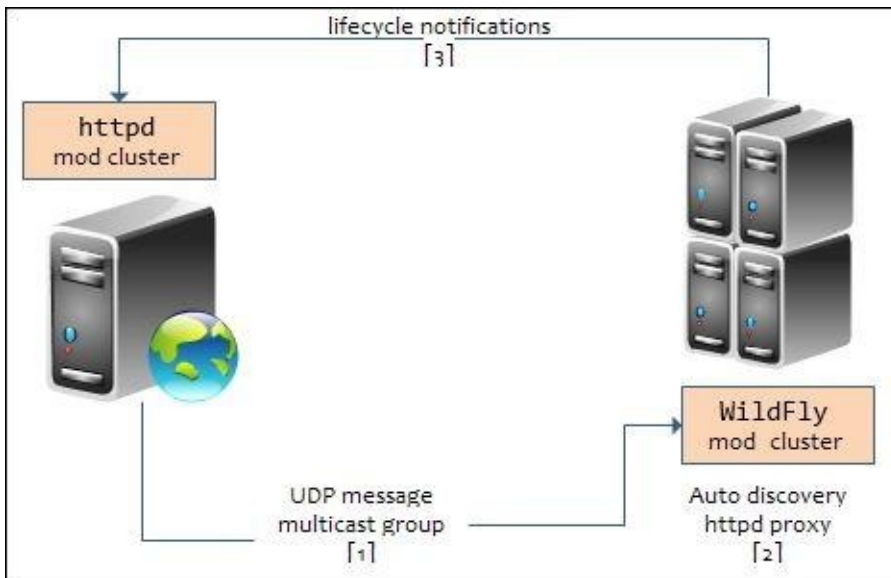 lifecycle notifications
[3]
httpd
mod cluster
WildFly
mod cluster
UDP message
multicast group
[1]
Auto discovery
httpd proxy
[2]